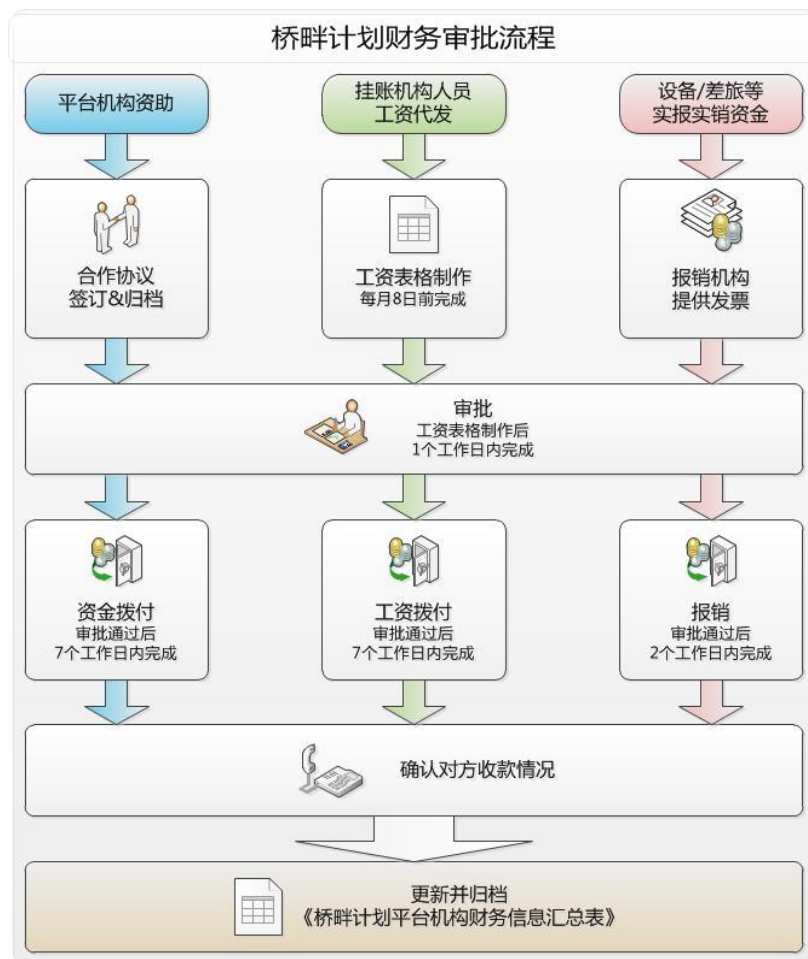 桥畔计划财务审批流程
平台机构资助
挂账机构人员
工资代发
设备/差旅等
实报实销资金
合作协议
签订&归档
工资表格制作
每月8日前完成
报销机构
提供发票
审批
工资表格制作后
1个工作日内完成
资金拨付
审批通过后
7个工作日内完成
工资拨付
审批通过后
7个工作日内完成
报销
审批通过后
2个工作日内完成
确认对方收款情况
更新并归档
《桥畔计划平台机构财务信息汇总表》